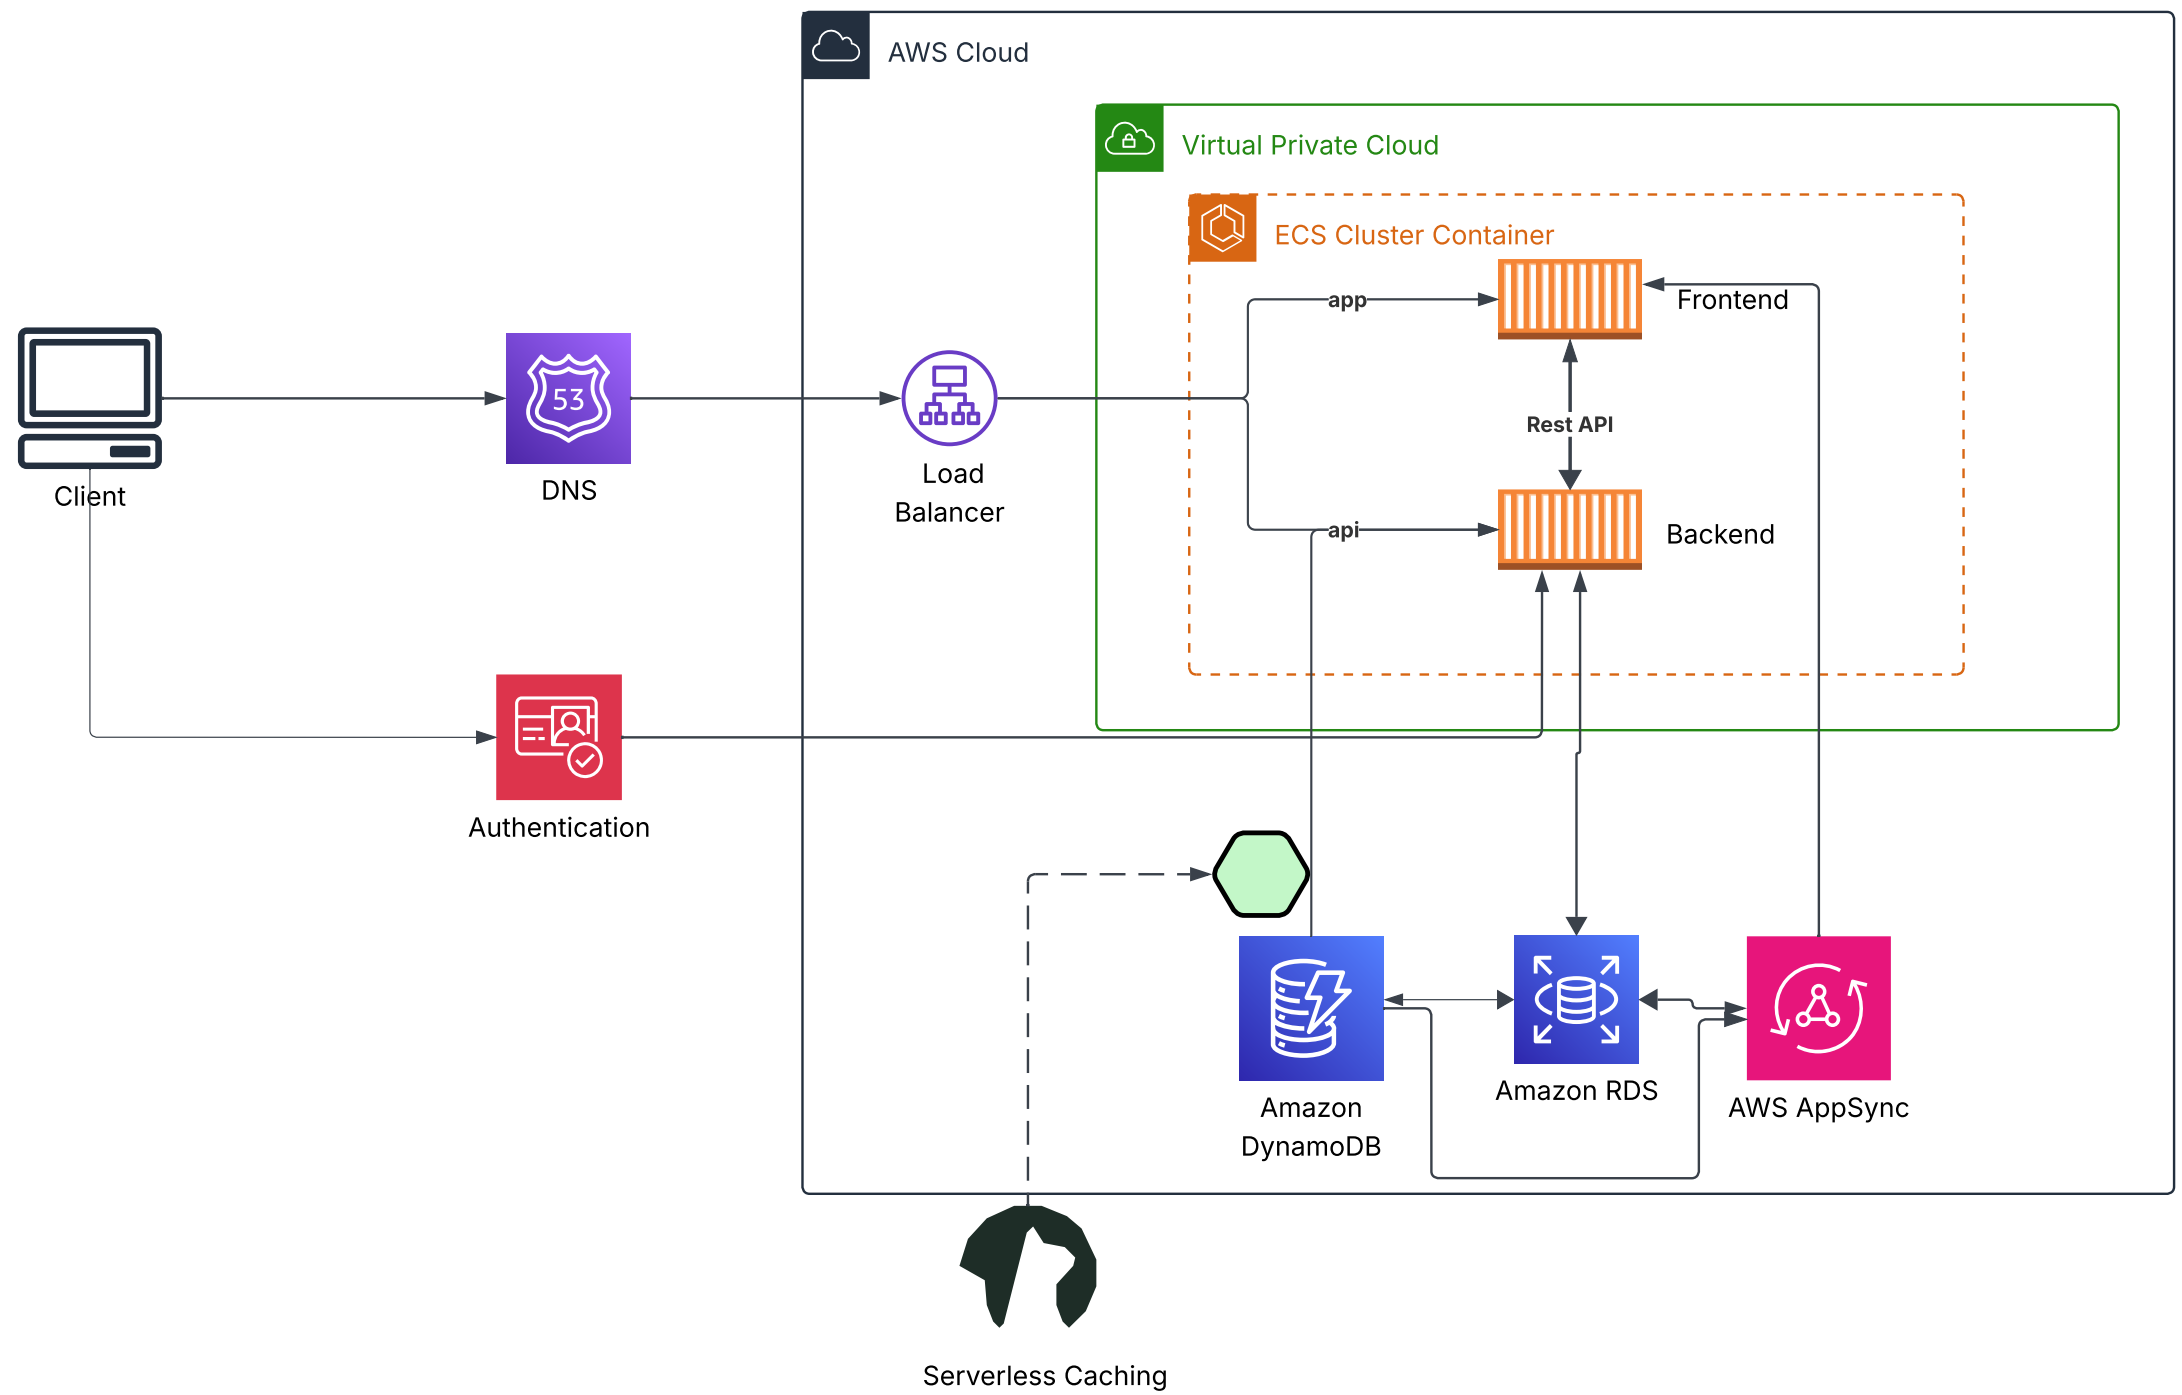 AWS Cloud
Virtual Private Cloud
ECS Cluster Container
app
Frontend
Rest API
53
Client
DNS
Load
Balancer
api
Backend
Authentication
Amazon
DynamoDB
Amazon RDS
AWS AppSync
Serverless Caching